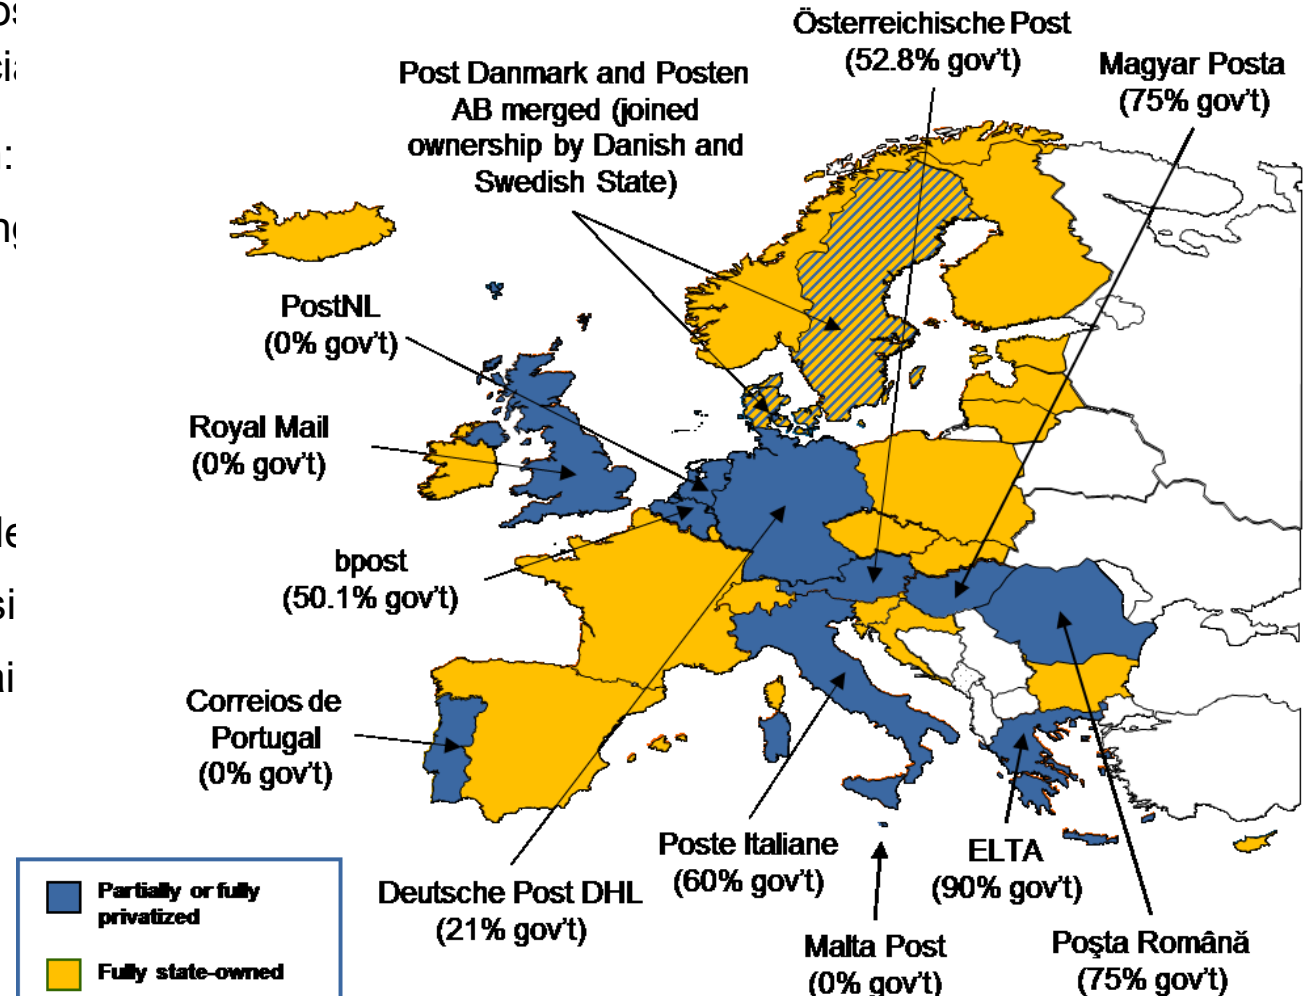 Österreichische Post
(52.8% gov't)
Magyar Posta
(75% gov't)
Post Danmark and Posten
AB merged (joined
ownership by Danish and
Swedish State)
PostNL
(0% gov't)
Royal Mail
(0% gov't)
bpost
(50.1% gov't)
Correios de
Portugal
(0% gov't)
Deutsche Post DHL
(21% gov't)
Poste Italiane
(60% gov't)
Malta Post
(0% gov't)
ELTA
(90% gov't)
Poşta Română
(75% gov't)
Partially or fully
privatized
Fully state-owned